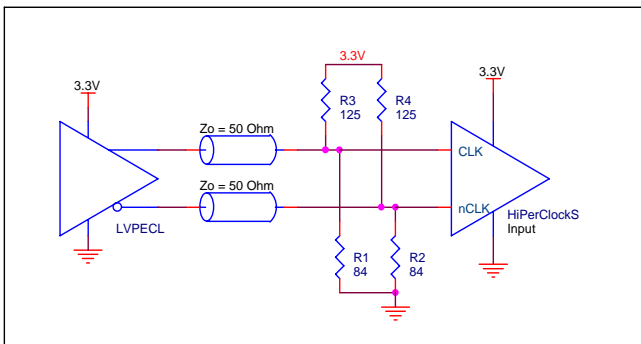 3.3V
3.3V
3.3V
R3
125
R4
125
Zo = 50 Ohm
CLK
Zo = 50 Ohm
nCLK
HiPerClockS
Input
LVPECL
R1
84
R2
84